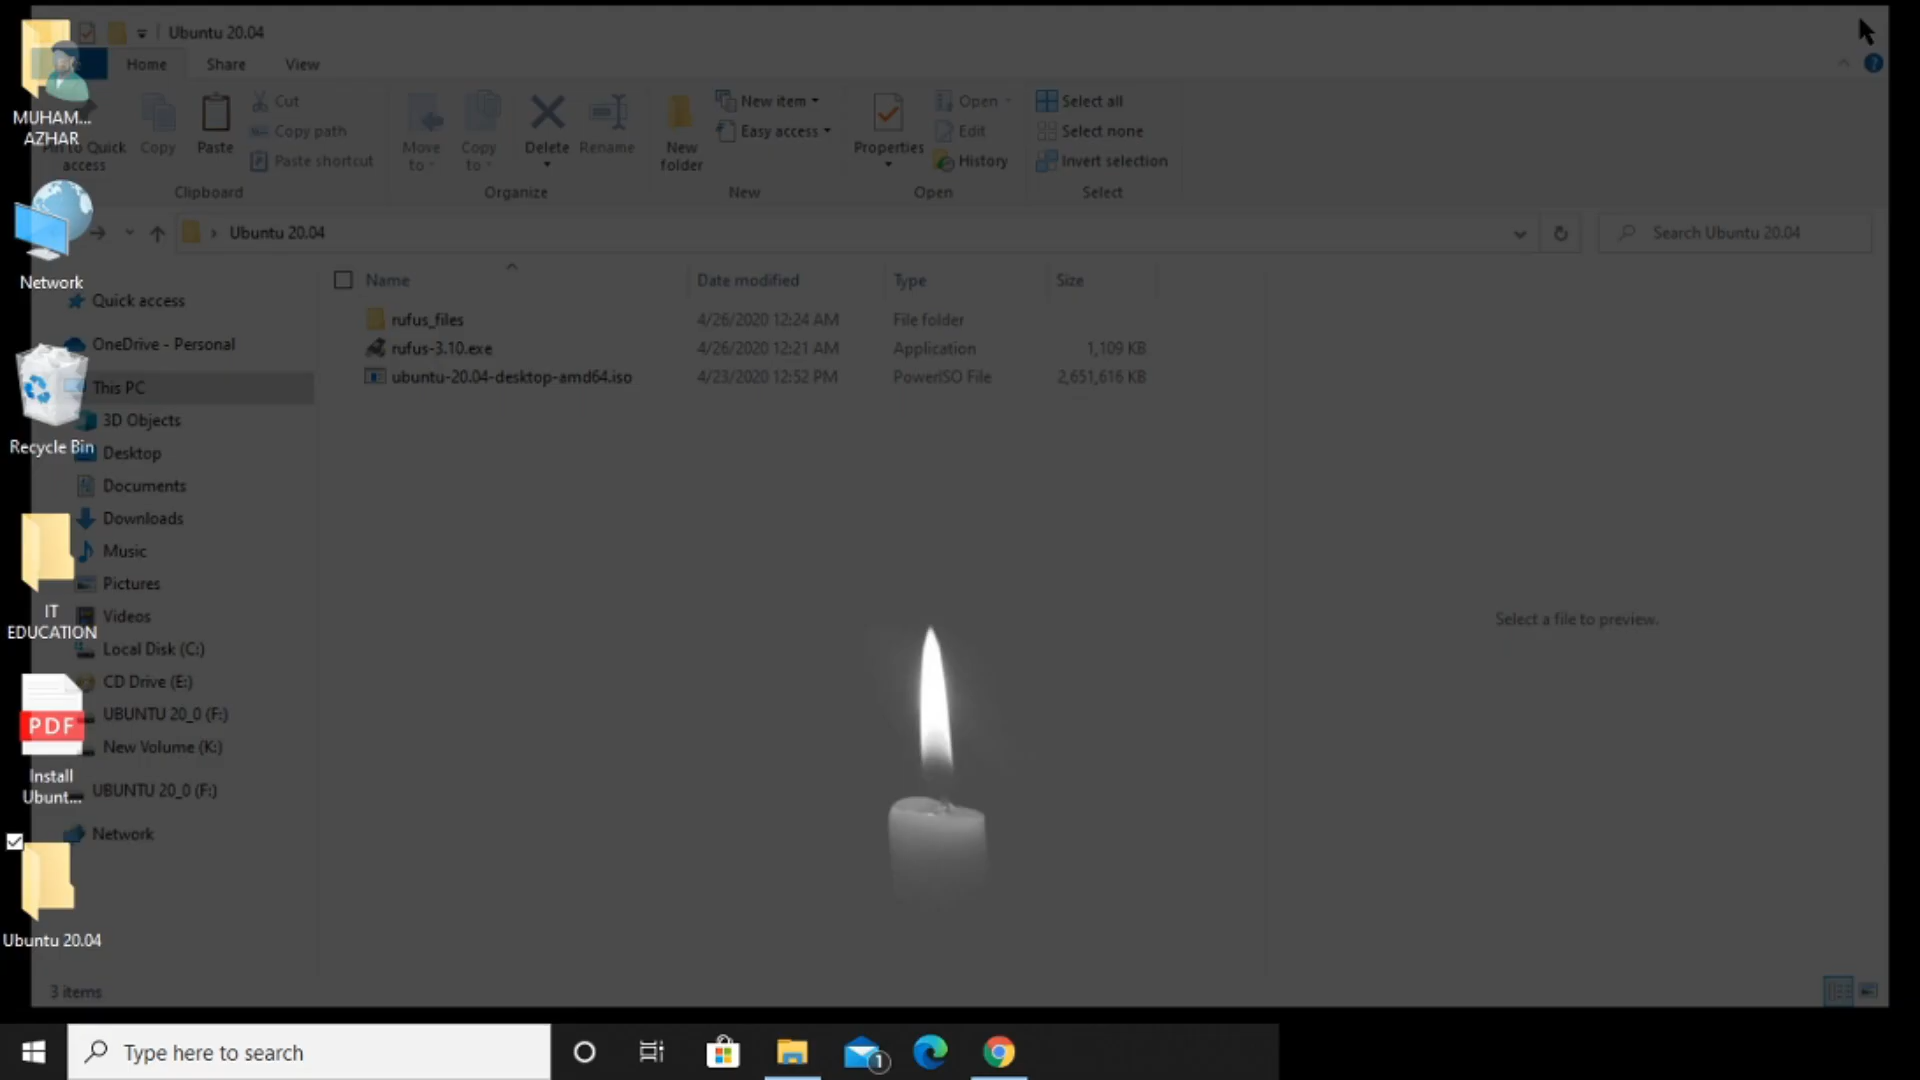 Ubuntu 20.04
Home Share View
Pin to Quick access
Copy
Paste
Cut
Copy path
Paste shortcut
Clipboard
Move to
Copy to
Delete
Rename
Organize
New folder
New item
Easy access
New
Properties
Open
Edit
History
Open
Select all
Select none
Invert selection
Select
Ubuntu 20.04
Search Ubuntu 20.04
Name Date modified Type Size
rufus_files 4/26/2020 12:24 AM File folder
rufus-3.10.exe 4/26/2020 12:21 AM Application 1,109 KB
ubuntu-20.04-desktop-amd64.iso 4/23/2020 12:52 PM PowerISO File 2,651,616 KB
Quick access
OneDrive - Personal
This PC
3D Objects
Desktop
Documents
Downloads
Music
Pictures
Videos
Local Disk (C:)
CD Drive (E:)
UBUNTU 20_0 (F:)
New Volume (K:)
UBUNTU 20_0 (F:)
Network
Select a file to preview.
3 items
MUHAM...
AZHAR
Network
Recycle Bin
IT
EDUCATION
PDF
Install
Ubunt...
Ubuntu 20.04
Type here to search
1